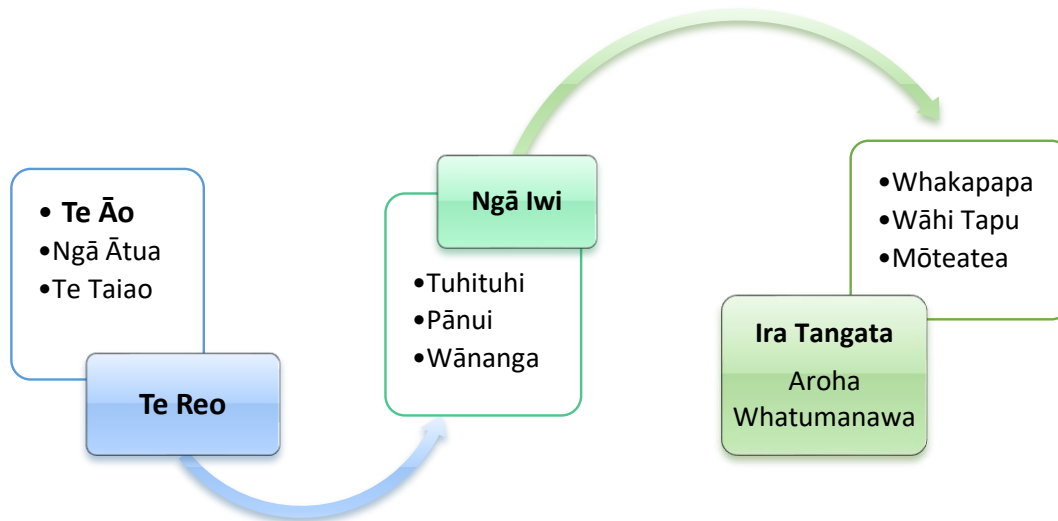 • Te Āo
•Ngā Ātua
•Te Taiao
Te Reo
Ngā Iwi
•Tuhituhi
•Pānui
•Wānanga
•Whakapapa
•Wāhi Tapu
•Mōteatea
Ira Tangata
Aroha
Whatumanawa